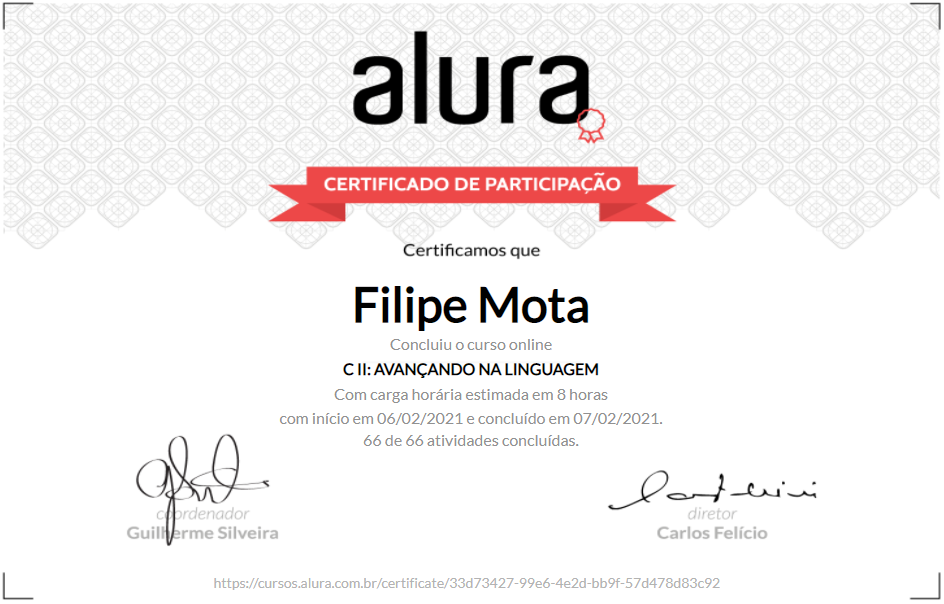 alura
CERTIFICADO DE PARTICIPAÇÃO
Certificamos que
Filipe Mota
Concluiu o curso online
C II: AVANÇANDO NA LINGUAGEM
Com carga horária estimada em 8 horas
com início em 06/02/2021 e concluído em 07/02/2021.
66 de 66 atividades concluídas.
coordenador
Guilherme Silveira
diretor
Carlos Felício
https://cursos.alura.com.br/certificate/33d73427-99e6-4e2d-bb9f-57d478d83c92